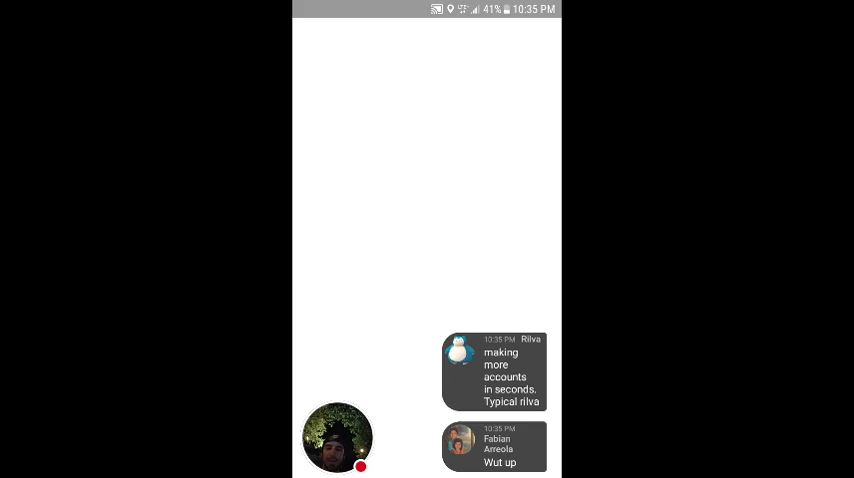 41% 10:35 PM
10:35 PM Rilva
making
more
accounts
in seconds.
Typical rilva
10:35 PM
Fabian
Arreola
Wut up